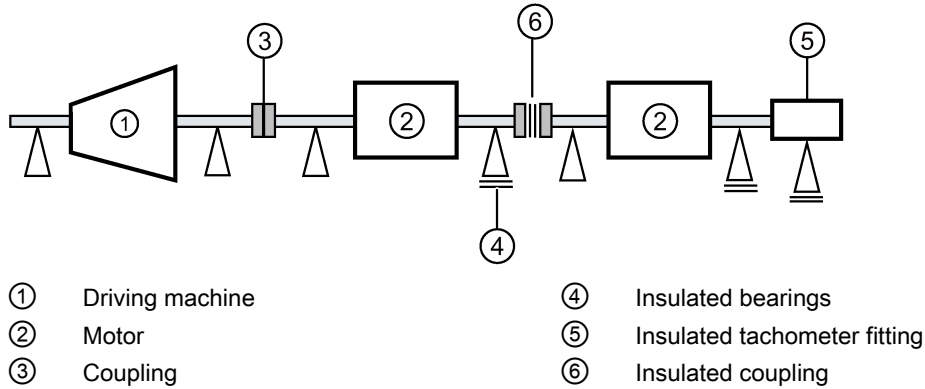 6
3
5
1
2
2
4
1 Driving machine
2 Motor
3 Coupling
4 Insulated bearings
5 Insulated tachometer fitting
6 Insulated coupling